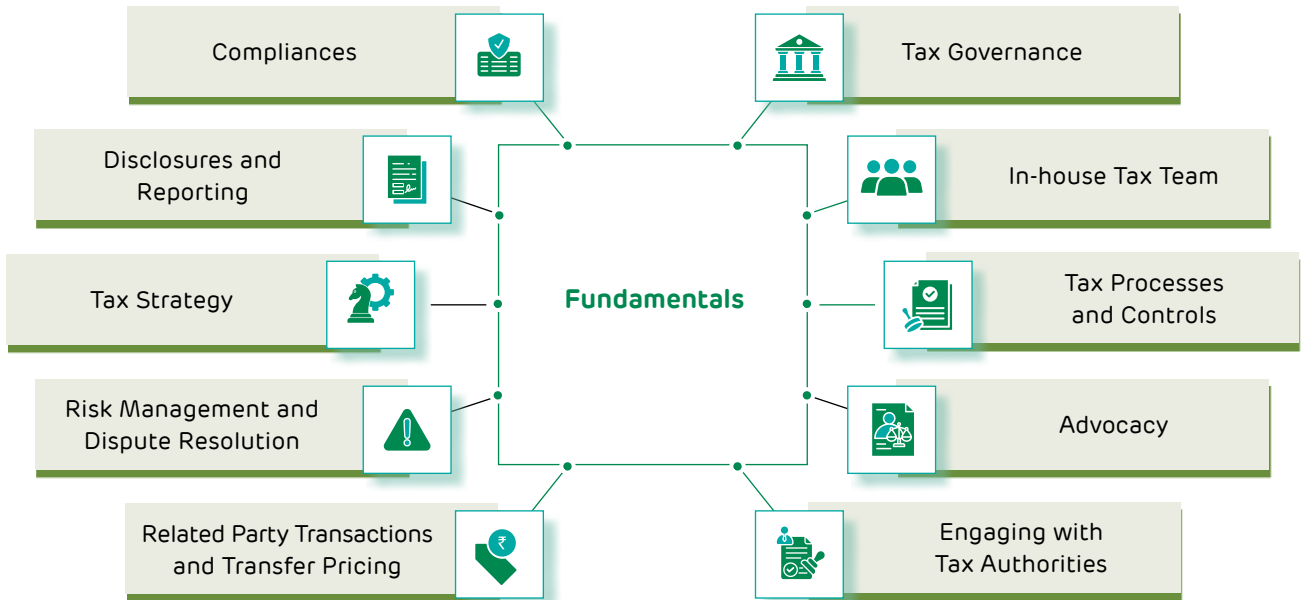 Compliances
Tax Governance
Disclosures and
Reporting
In-house Tax Team
Tax Strategy
Fundamentals
Tax Processes
and Controls
Risk Management and
Dispute Resolution
Advocacy
Related Party Transactions
and Transfer Pricing
₹
Engaging with
Tax Authorities